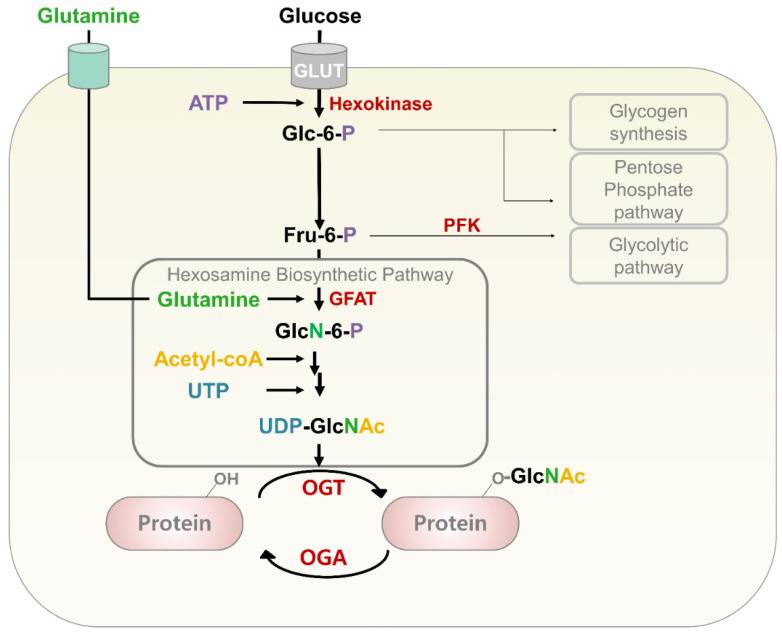 Glutamine
Glucose
GLUT
ATP
Hexokinase
Glc-6-P
Glycogen
synthesis
Pentose
Phosphate
pathway
Fru-6-P
PFK
Glycolytic
pathway
Hexosamine Biosynthetic Pathway
Glutamine
GFAT
GlcN-6-P
Acetyl-coA
UTP
UDP-GlcNAc
OH
OGT
O-GlcNAc
Protein
Protein
OGA